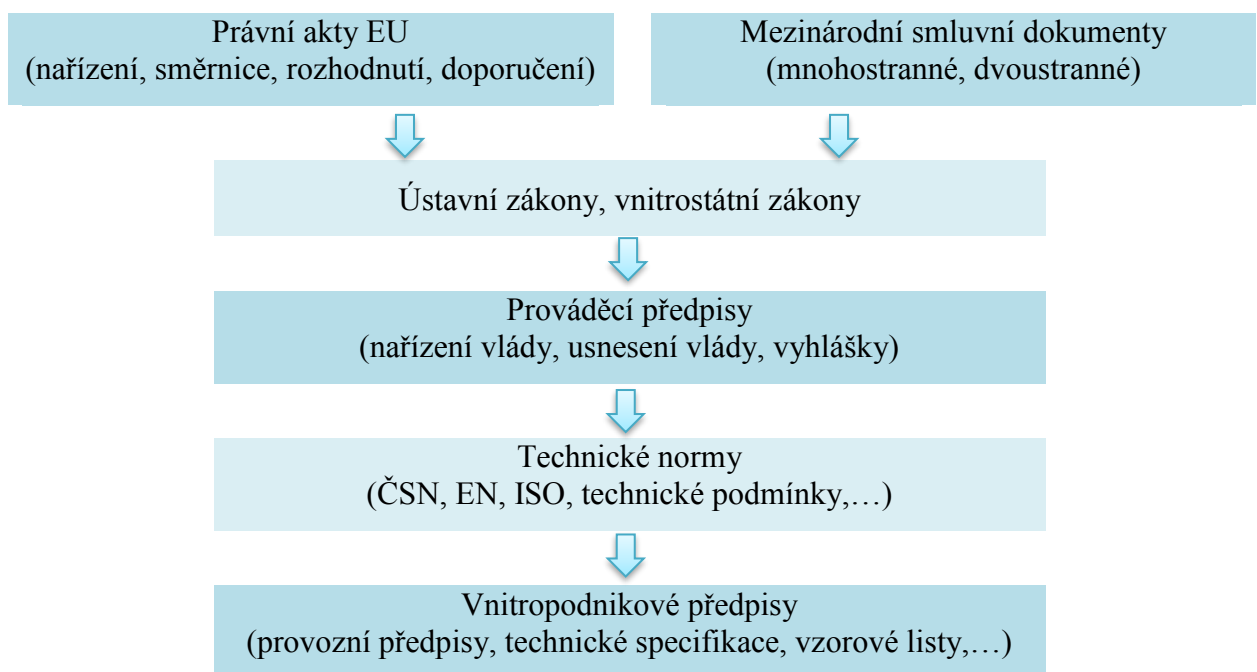 Právní akty EU
(nařízení, směrnice, rozhodnutí, doporučení)
Mezinárodní smluvní dokumenty
(mnohostranné, dvoustranné)
Ústavní zákony, vnitrostátní zákony
Prováděcí předpisy
(nařízení vlády, usnesení vlády, vyhlášky)
Technické normy
(ČSN, EN, ISO, technické podmínky,…)
Vnitropodnikové předpisy
(provozní předpisy, technické specifikace, vzorové listy,…)